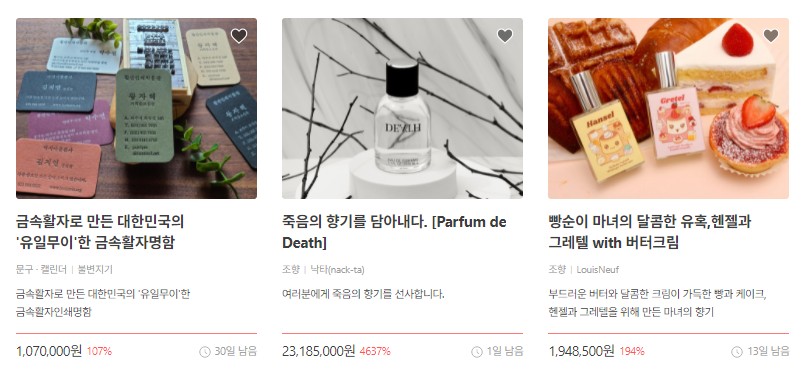 DEATH
Hansel
Gretel
금속활자로 만든 대한민국의
'유일무이'한 금속활자명함
문구 · 캘린더 | 불변지기
금속활자로 만든 대한민국의 '유일무이'한
금속활자인쇄명함
1,070,000원 107%
30일 남음
죽음의 향기를 담아내다. [Parfum de
Death]
조향 | 낙타(nack-ta)
여러분에게 죽음의 향기를 선사합니다.
23,185,000원 4637%
1일 남음
빵순이 마녀의 달콤한 유혹,헨젤과
그레텔 with 버터크림
조향 | LouisNeuf
부드러운 버터와 달콤한 크림이 가득한 빵과 케이크,
헨젤과 그레텔을 위해 만든 마녀의 향기
1,948,500원 194%
13일 남음